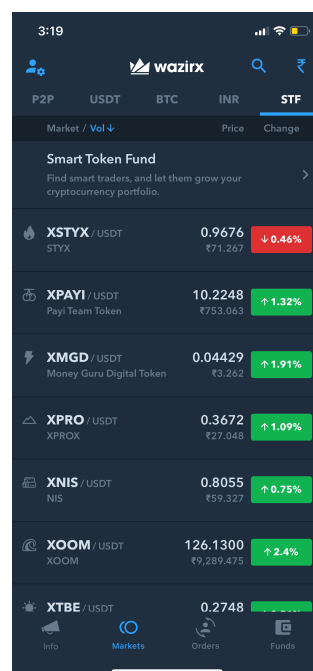 3:19
wazirx
₹
P2P USDT BTC INR STF
Market / Vol ↓ Price Change
Smart Token Fund
Find smart traders, and let them grow your
cryptocurrency portfolio.
XSTYX / USDT 0.9676 ↓ 0.46%
STYX ₹71.267
XPAYI / USDT 10.2248 ↑ 1.32%
Payi Team Token ₹753.063
XMGD / USDT 0.04429 ↑ 1.91%
Money Guru Digital Token ₹3.262
XPRO / USDT 0.3672 ↑ 1.09%
XPROX ₹27.048
XNIS / USDT 0.8055 ↑ 0.75%
NIS ₹59.327
XOOM / USDT 126.1300 ↑ 2.4%
XOOM ₹9,289.475
XTBE / USDT 0.2748
Info Markets Orders Funds